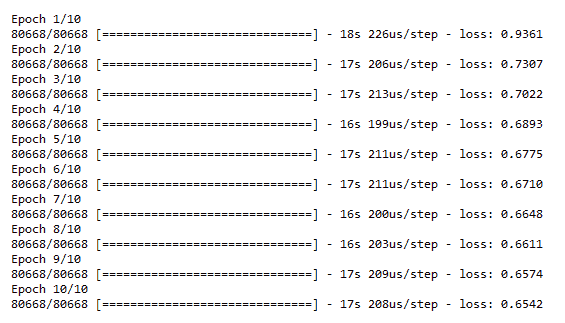 Epoch 1/10
80668/80668 [==============================] - 18s 226us/step - loss: 0.9361
Epoch 2/10
80668/80668 [==============================] - 17s 206us/step - loss: 0.7307
Epoch 3/10
80668/80668 [==============================] - 17s 213us/step - loss: 0.7022
Epoch 4/10
80668/80668 [==============================] - 16s 199us/step - loss: 0.6893
Epoch 5/10
80668/80668 [==============================] - 17s 211us/step - loss: 0.6775
Epoch 6/10
80668/80668 [==============================] - 17s 211us/step - loss: 0.6710
Epoch 7/10
80668/80668 [==============================] - 16s 200us/step - loss: 0.6648
Epoch 8/10
80668/80668 [==============================] - 16s 203us/step - loss: 0.6611
Epoch 9/10
80668/80668 [==============================] - 17s 209us/step - loss: 0.6574
Epoch 10/10
80668/80668 [==============================] - 17s 208us/step - loss: 0.6542